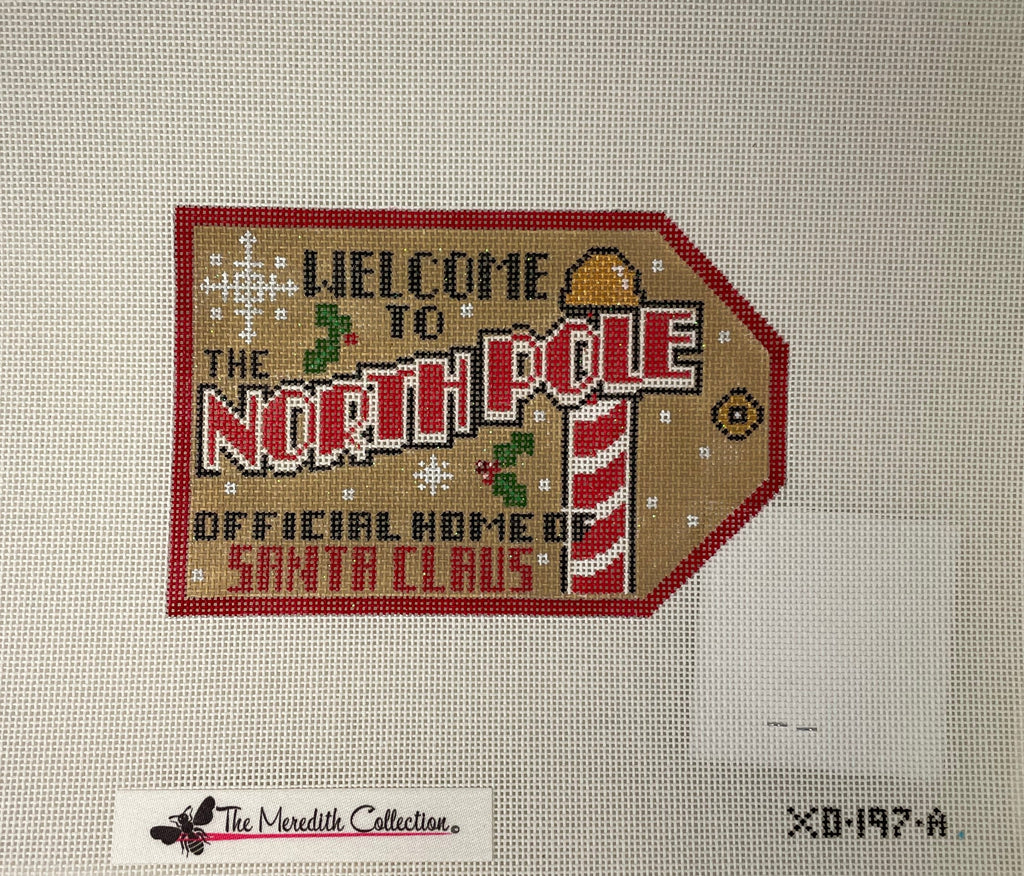 WELCOME
TO
THE
NORTH POLE
OFFICIAL HOME OF
SANTA CLAUS
The Meredith Collection ©
XO·197·A